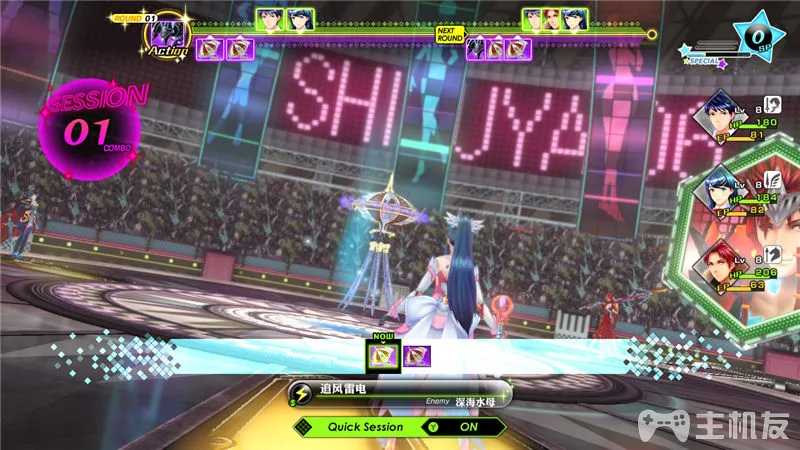 ROUND 01
Action
NEXT
ROUND
0
SP
SPECIAL
SESSION
01
COMBO
SHI
JYA
Lv 8
HP 180
EP 81
Lv 8
HP 184
EP 82
Lv 8
HP 206
EP 63
NOW
追风雷电
S
Enemy 深海水母
Quick Session Y ON
主机友